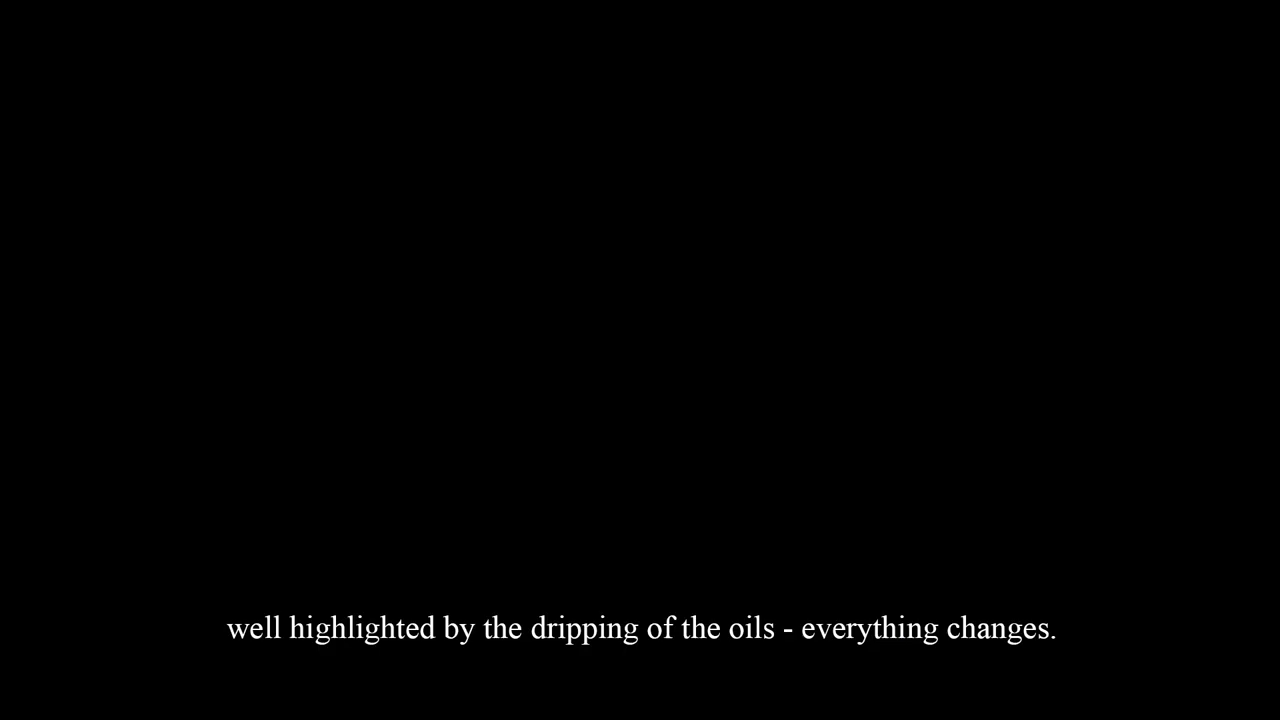 well highlighted by the dripping of the oils - everything changes.